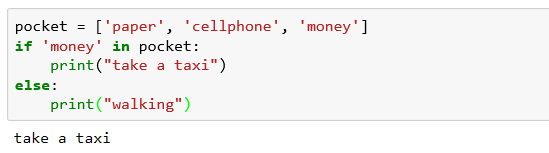 pocket = ['paper', 'cellphone', 'money']
if 'money' in pocket:
    print("take a taxi")
else:
    print("walking")
take a taxi